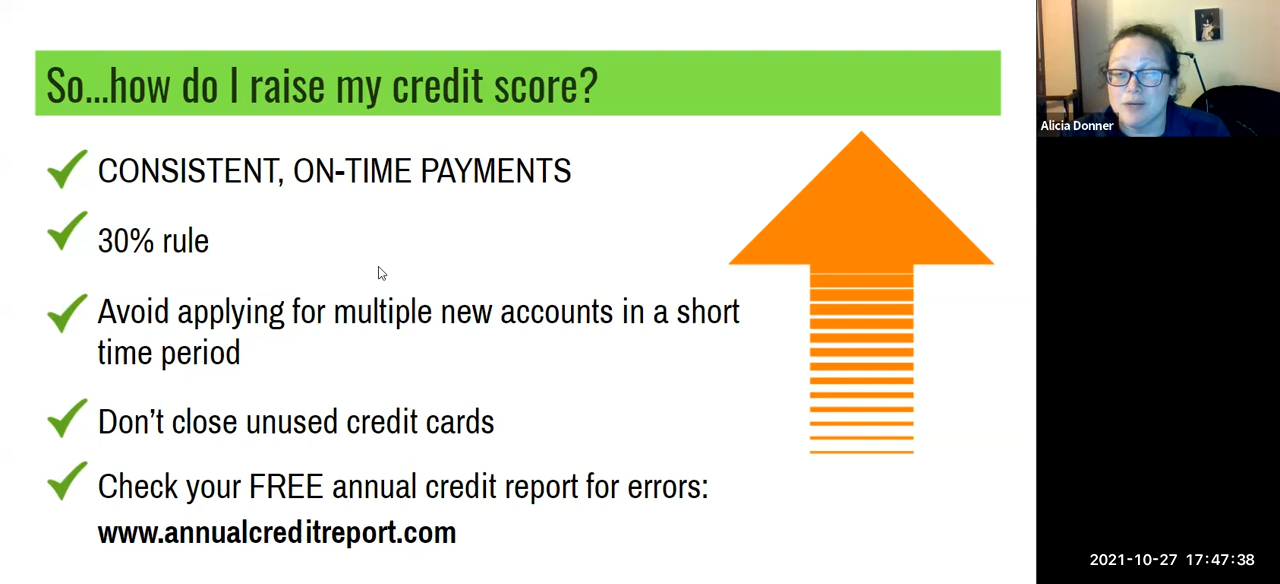 So...how do I raise my credit score?
CONSISTENT, ON-TIME PAYMENTS
30% rule
Avoid applying for multiple new accounts in a short
time period
Don't close unused credit cards
Check your FREE annual credit report for errors:
www.annualcreditreport.com
Alicia Donner
2021-10-27 17:47:38